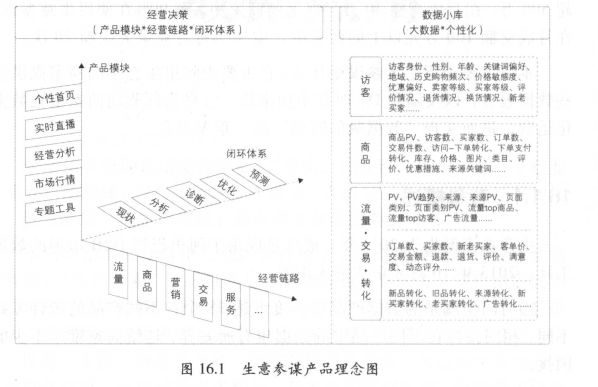 经营决策
（产品模块*经营链路*闭环体系）
产品模块
个性首页
实时直播
经营分析
市场行情
专题工具
闭环体系
现状
分析
诊断
优化
预测
经营链路
流量
商品
营销
交易
服务
...
数据小库
（大数据*个性化）
访客
访客身份、性别、年龄、关键词偏好、
地域、历史购物频次、价格敏感度、
优惠偏好、卖家等级、买家等级、评
价情况、退货情况、换货情况、新老
买家......
商品
商品PV、访客数、买家数、订单数、
交易件数、访问-下单转化、下单支付
转化、库存、价格、图片、类目、评
价、优惠措施、来源关键词......
流量·交易·转化
PV、PV趋势、来源、来源PV、页面
类别、页面类别PV、流量top商品、
流量top访客、广告流量......
订单数、买家数、新老买家、客单价、
交易金额、退款、退货、评价、满意
度、动态评分......
新品转化、旧品转化、来源转化、新
买家转化、老买家转化、广告转化......
图 16.1 生意参谋产品理念图